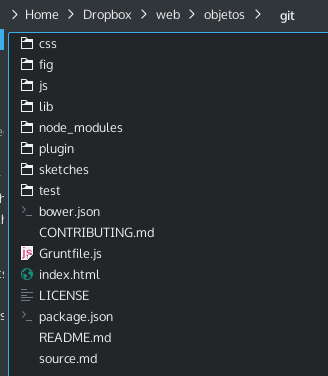 > Home > Dropbox > web > objetos > git
css
fig
js
lib
node_modules
plugin
sketches
test
bower.json
CONTRIBUTING.md
Gruntfile.js
index.html
LICENSE
package.json
README.md
source.md